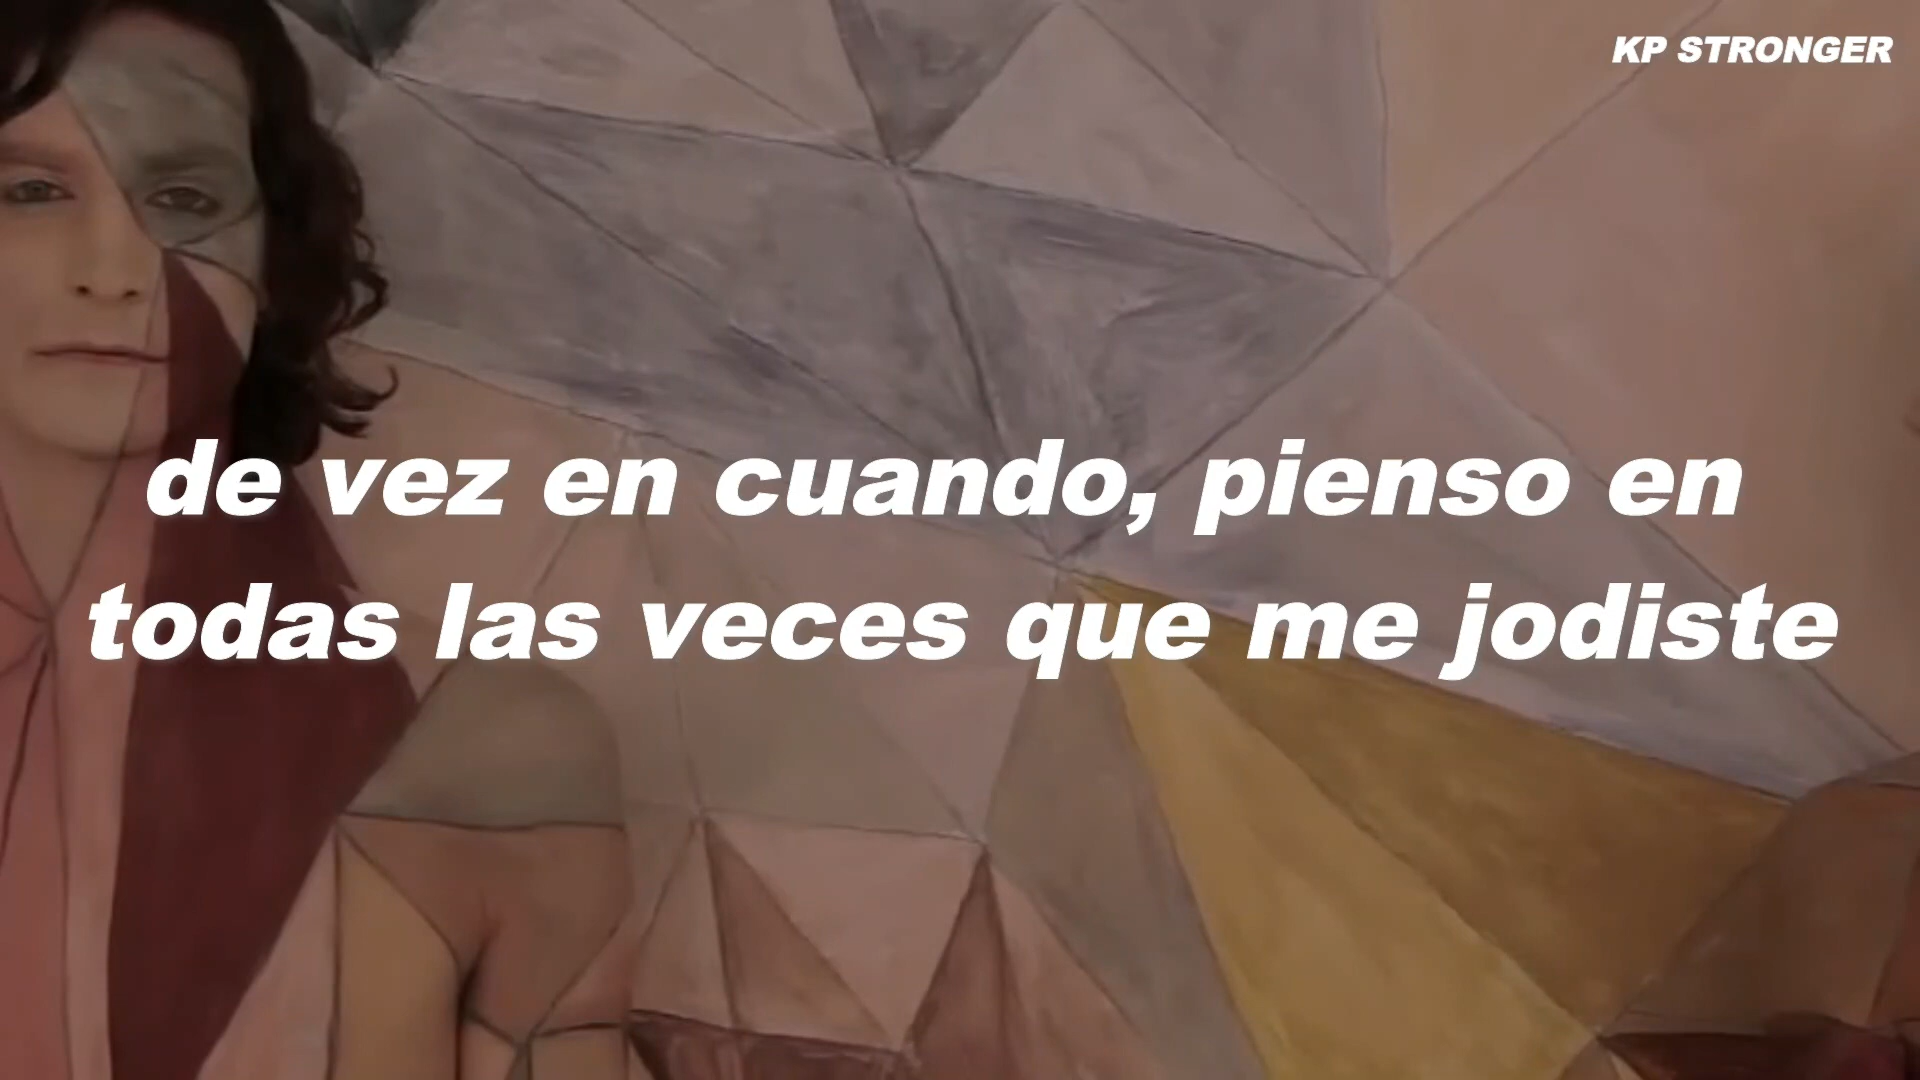 KP STRONGER
de vez en cuando, pienso en
todas las veces que me jodiste